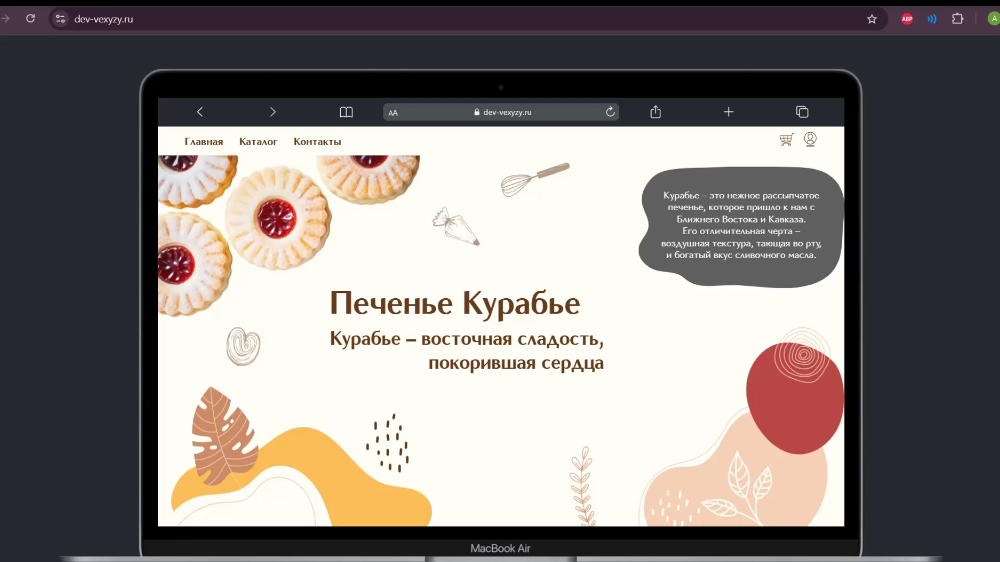 dev-vexyzy.ru
ABP
A
AA
dev-vexyzy.ru
Главная
Каталог
Контакты
Курабье – это нежное рассыпчатое
печенье, которое пришло к нам с
Ближнего Востока и Кавказа.
Его отличительная черта –
воздушная текстура, тающая во рту,
и богатый вкус сливочного масла.
Печенье Курабье
Курабье – восточная сладость,
покорившая сердца
MacBook Air